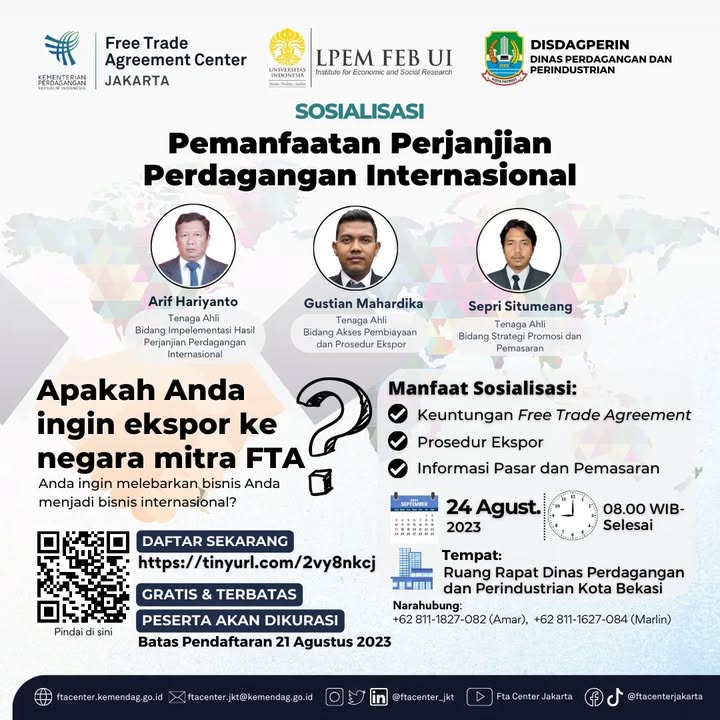 KEMENTERIAN
PERDAGANGAN
REPUBLIK INDONESIA
Free Trade
Agreement Center
JAKARTA
UNIVERSITAS
INDONESIA
LPEM FEB UI
Institute for Economic and Social Research
KOTA PATRIOT
DISDAGPERIN
DINAS PERDAGANGAN DAN
PERINDUSTRIAN
SOSIALISASI
Pemanfaatan Perjanjian
Perdagangan Internasional
Arif Hariyanto
Tenaga Ahli
Bidang Impelementasi Hasil
Perjanjian Perdagangan
Internasional
Gustian Mahardika
Tenaga Ahli
Bidang Akses Pembiayaan
dan Prosedur Ekspor
Sepri Situmeang
Tenaga Ahli
Bidang Strategi Promosi dan
Pemasaran
Apakah Anda
ingin ekspor ke
negara mitra FTA
?
Anda ingin melebarkan bisnis Anda
menjadi bisnis internasional?
Pindai di sini
DAFTAR SEKARANG
https://tinyurl.com/2vy8nkcj
GRATIS & TERBATAS
PESERTA AKAN DIKURASI
Batas Pendaftaran 21 Agustus 2023
Manfaat Sosialisasi:
Keuntungan Free Trade Agreement
Prosedur Ekspor
Informasi Pasar dan Pemasaran
SEPTEMBER
24 Agust.
2023
08.00 WIB-
Selesai
Tempat:
Ruang Rapat Dinas Perdagangan
dan Perindustrian Kota Bekasi
Narahubung:
+62 811-1827-082 (Amar), +62 811-1627-084 (Marlin)
ftacenter.kemendag.go.id
ftacenter.jkt@kemendag.go.id
@ftacenter_jkt
Fta Center Jakarta
@ftacenterjakarta